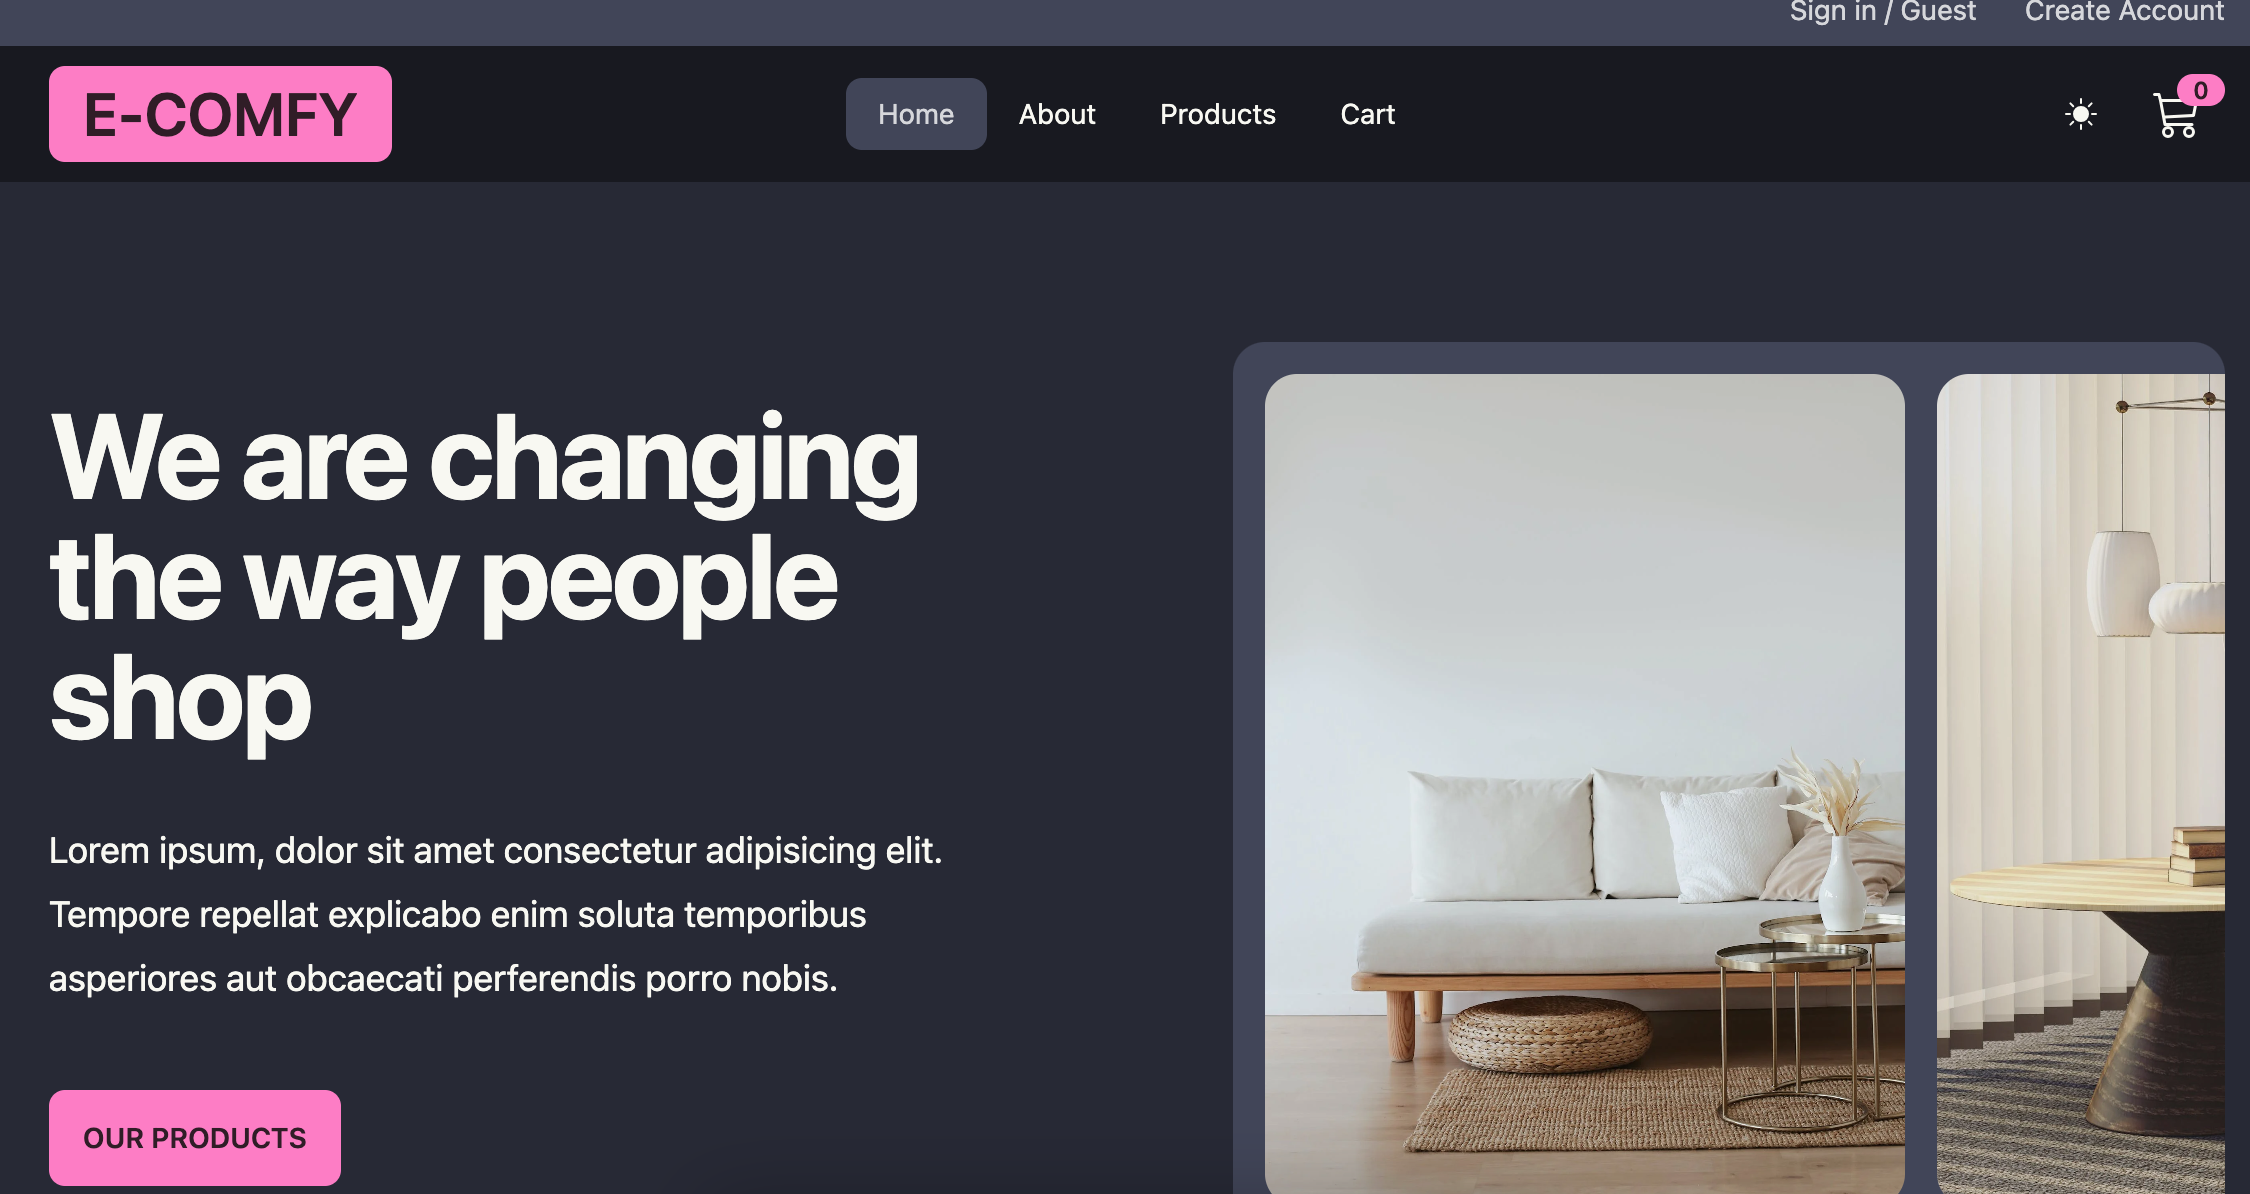 Sign in / Guest Create Account
E-COMFY
Home About Products Cart
0
We are changing
the way people
shop
Lorem ipsum, dolor sit amet consectetur adipisicing elit.
Tempore repellat explicabo enim soluta temporibus
asperiores aut obcaecati perferendis porro nobis.
OUR PRODUCTS